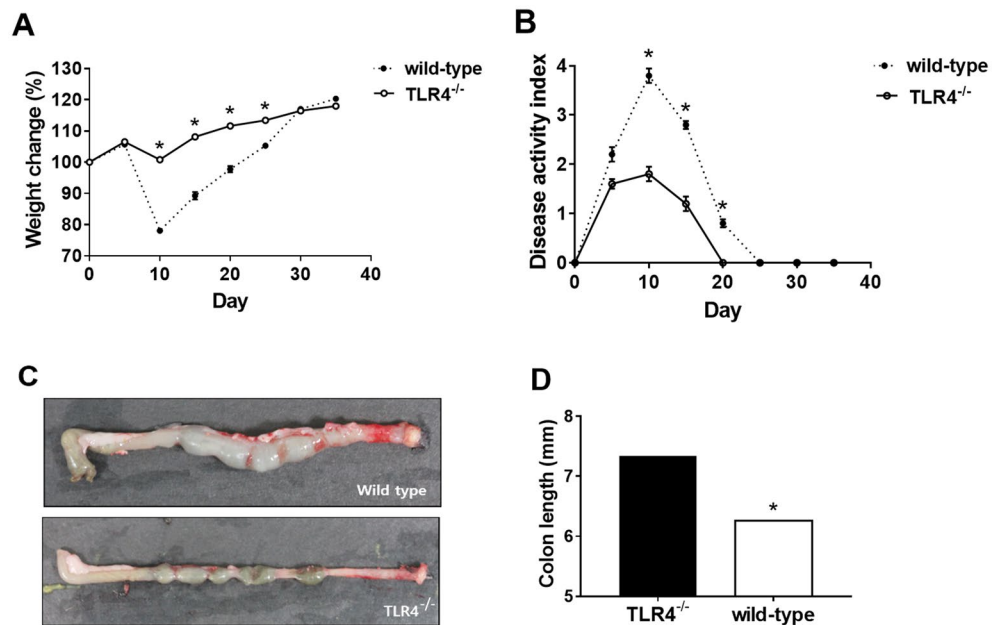 A
Weight change (%)
130
120
110
100
90
80
70
0
10
20
30
40
Day
* * * *
wild-type
TLR4-/-
B
Disease activity index
4
3
2
1
0
0
10
20
30
40
Day
*
*
*
wild-type
TLR4-/-
C
Wild type
TLR4-/-
D
Colon length (mm)
8
7
6
5
*
TLR4-/-
wild-type